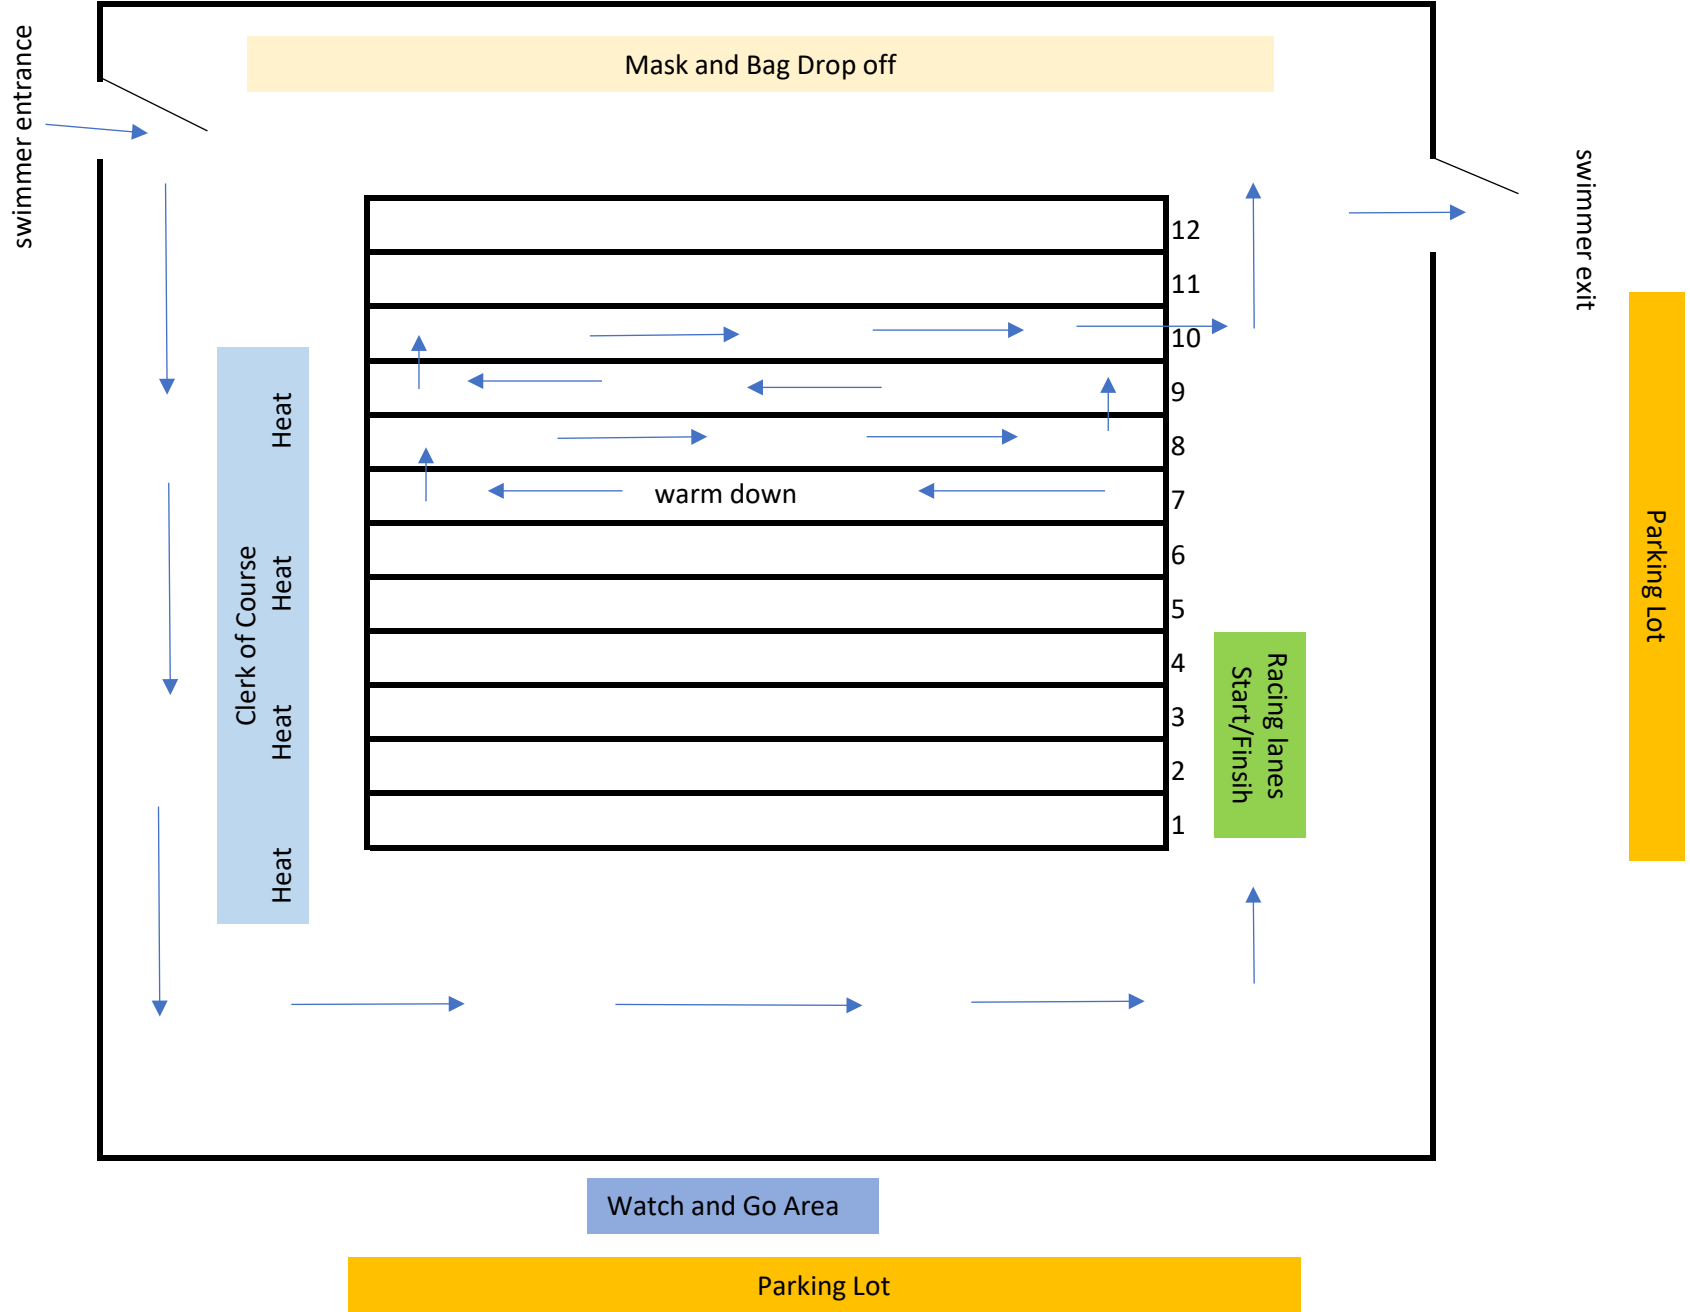 Mask and Bag Drop off
swimmer entrance
swimmer exit
12
11
10
9
8
warm down
7
6
5
4
3
2
1
Clerk of Course
Heat
Heat
Heat
Heat
Racing lanes
Start/Finsih
Parking Lot
Watch and Go Area
Parking Lot